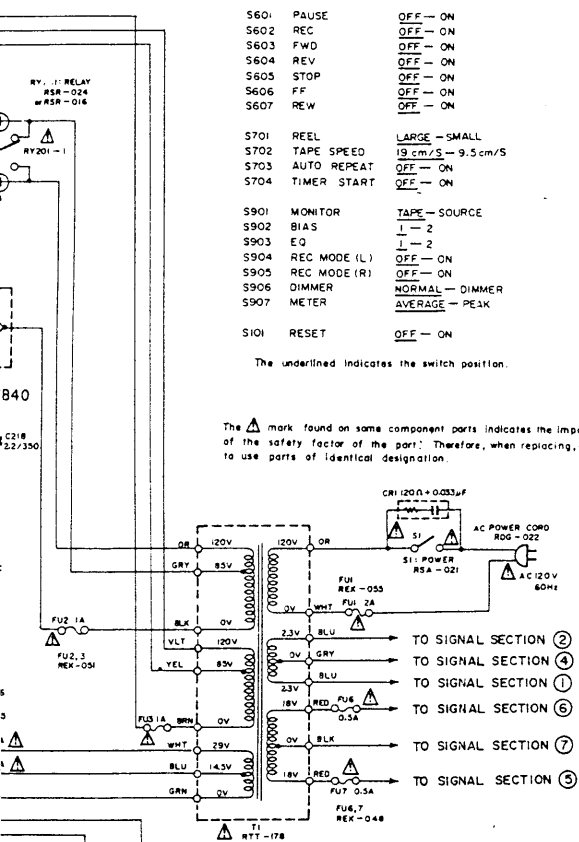 S601 PAUSE OFF — ON
S602 REC OFF — ON
S603 FWD OFF — ON
S604 REV OFF — ON
S605 STOP OFF — ON
S606 FF OFF — ON
S607 REW OFF — ON
S701 REEL LARGE — SMALL
S702 TAPE SPEED 19 cm/S — 9.5 cm/S
S703 AUTO REPEAT OFF — ON
S704 TIMER START OFF — ON
S901 MONITOR TAPE — SOURCE
S902 BIAS 1 — 2
S903 EQ 1 — 2
S904 REC MODE (L) OFF — ON
S905 REC MODE (R) OFF — ON
S906 DIMMER NORMAL — DIMMER
S907 METER AVERAGE — PEAK
S101 RESET OFF — ON
The underlined indicates the switch position.
The ⚠ mark found on some component parts indicates the
of the safety factor of the part. Therefore, when replacing,
to use parts of identical designation.
RELAY
RSR-024
or RSR-016
RY201-1
840
C218
2.2/350
CR1 120Ω + 0.033μF
S1
S1: POWER
RSA-021
AC POWER CORD
RDG-022
AC 120V
60Hz
FU1
REX-055
FU1 2A
OR 120V
GRY 85V
BLK 0V
VLT 120V
YEL 85V
BRN 0V
WHT 29V
BLU 14.5V
GRN 0V
FU2 1A
FU2,3
REX-051
FU3 1A
120V OR
0V WHT
2.3V BLU TO SIGNAL SECTION ②
0V GRY TO SIGNAL SECTION ④
2.3V BLU TO SIGNAL SECTION ①
18V RED FU6 0.5A TO SIGNAL SECTION ⑥
0V BLK TO SIGNAL SECTION ⑦
18V RED FU7 0.5A TO SIGNAL SECTION ⑤
FU6,7
REX-048
T1
RTT-178